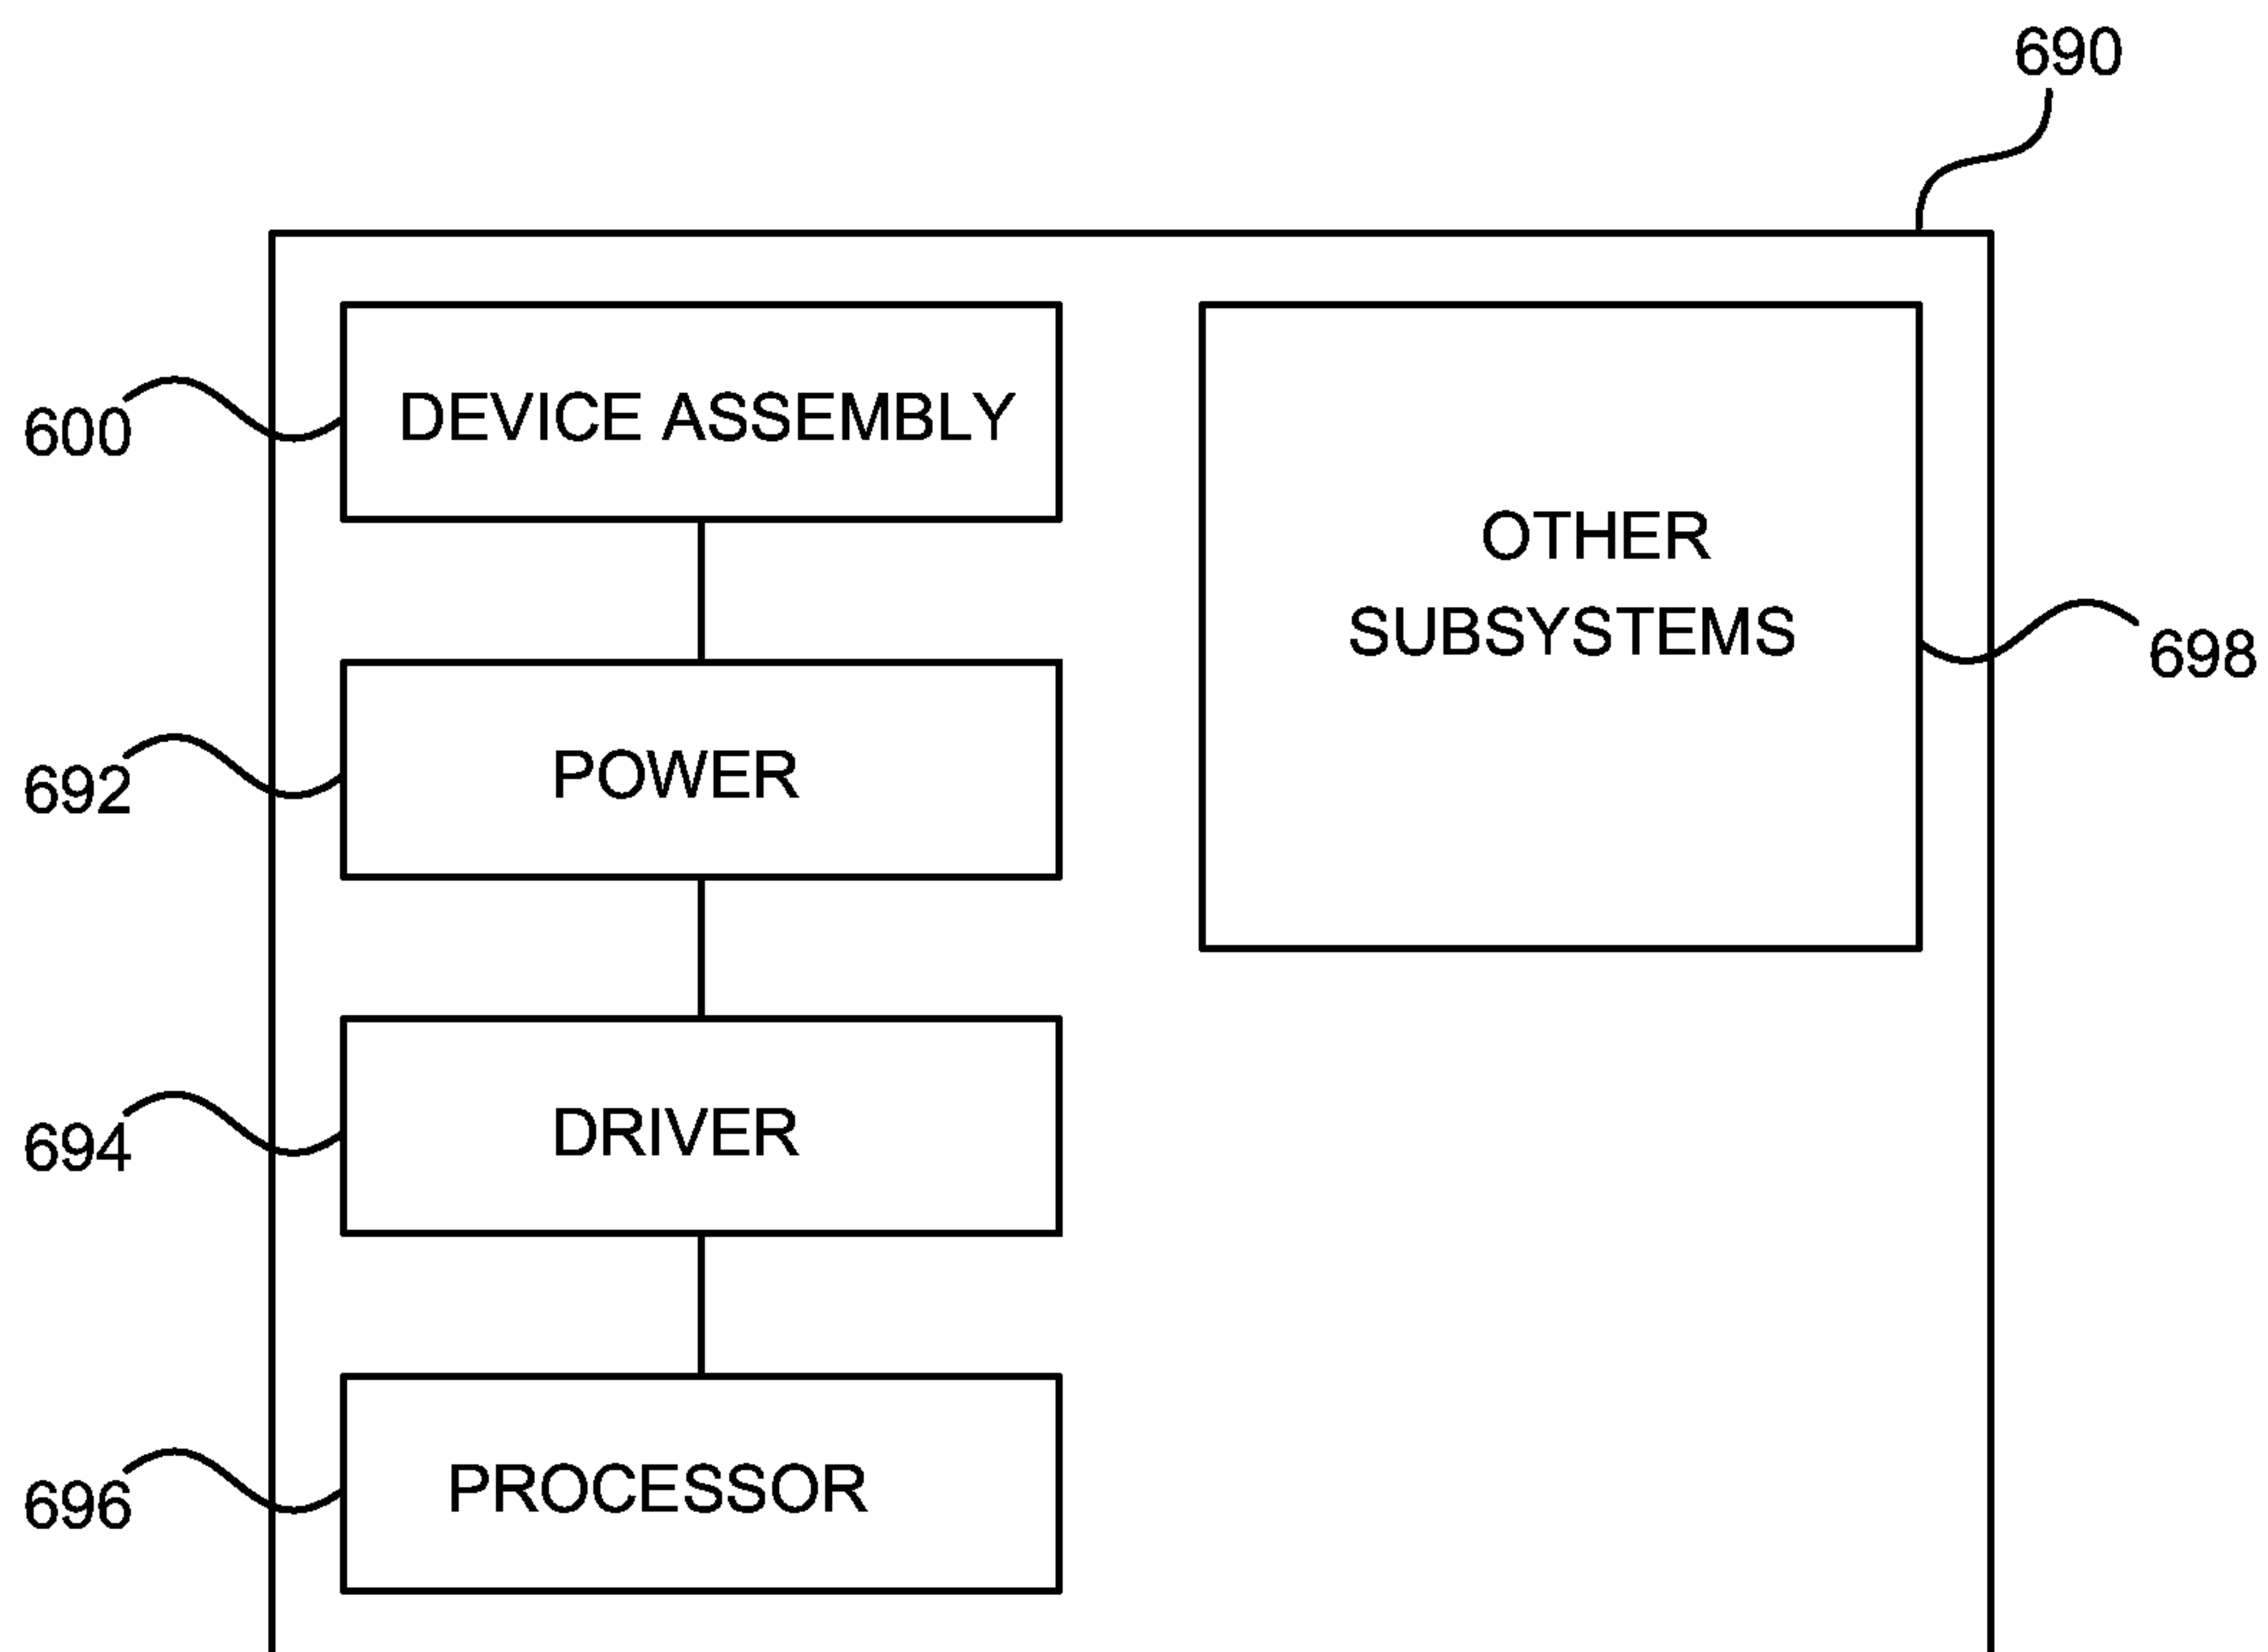 690
600
DEVICE ASSEMBLY
OTHER
SUBSYSTEMS
698
692
POWER
694
DRIVER
696
PROCESSOR